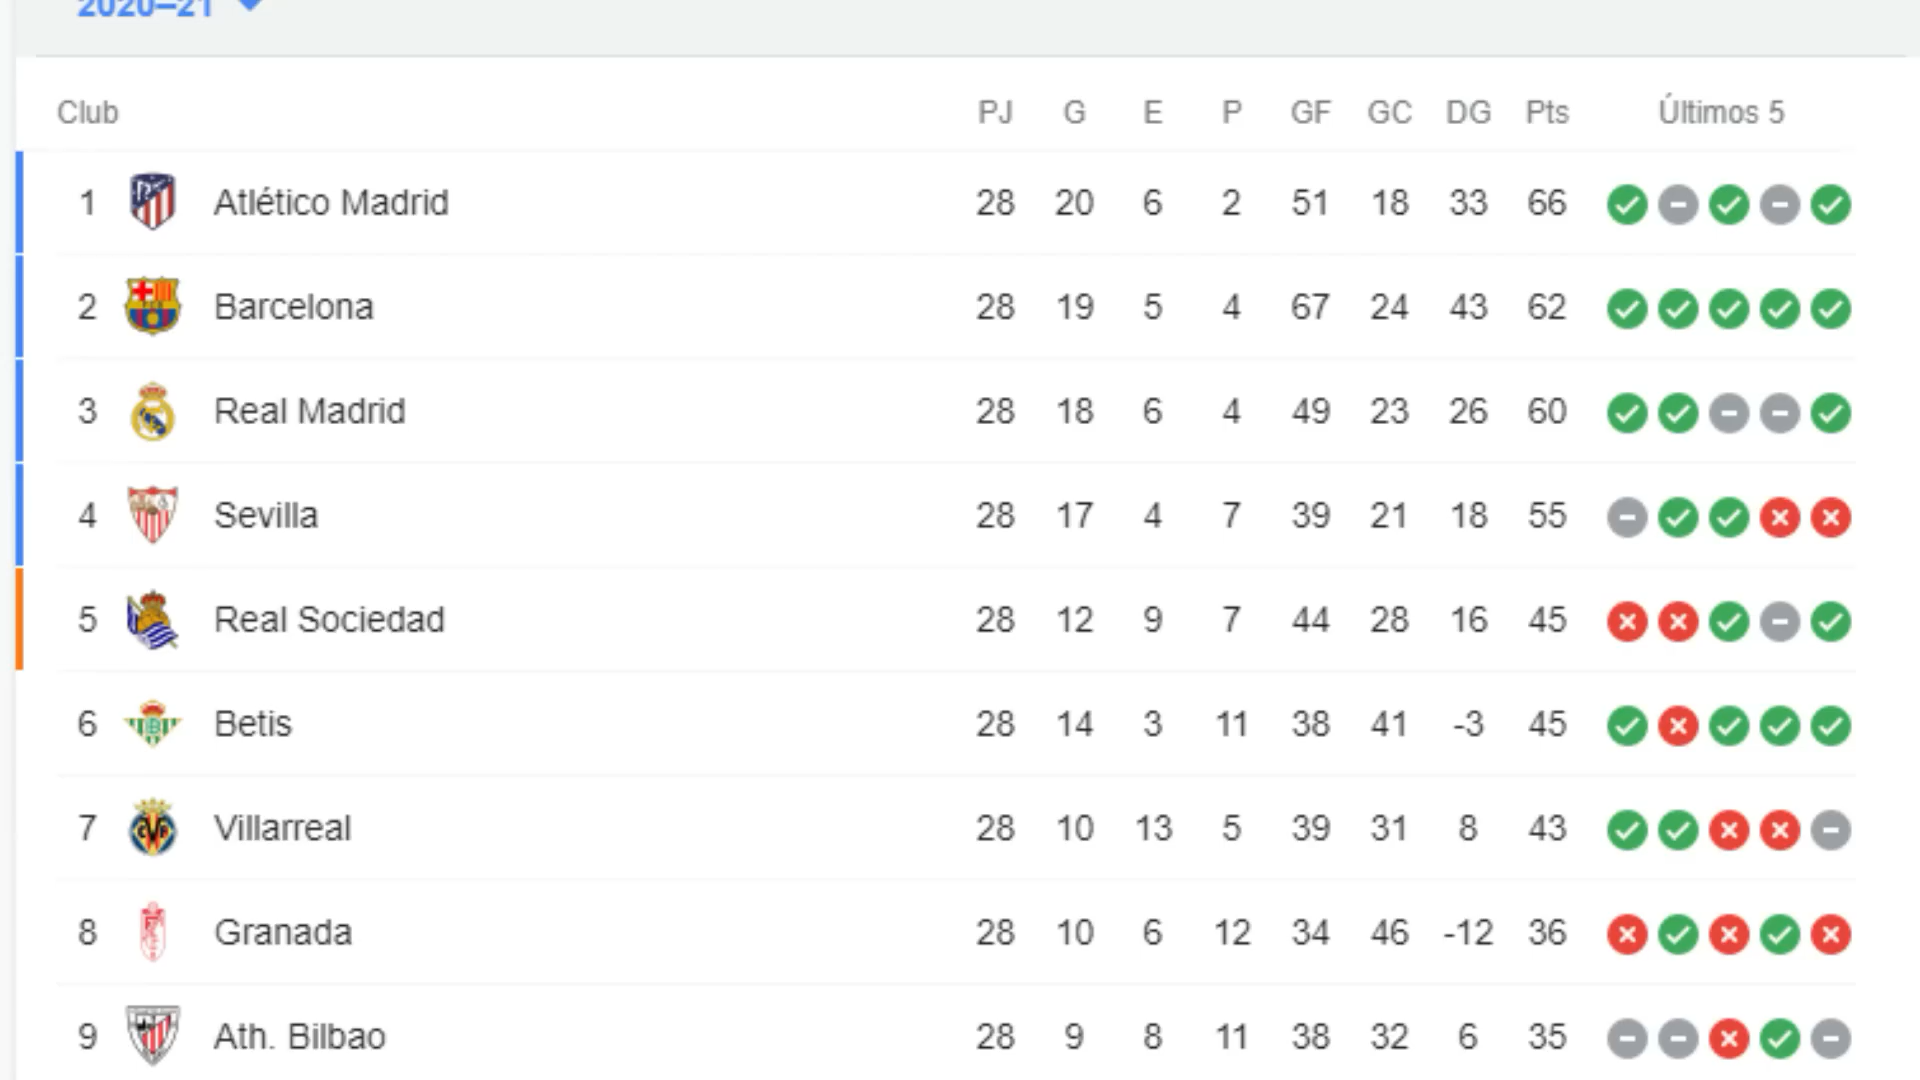 2020–21
Club PJ G E P GF GC DG Pts Últimos 5
1 Atlético Madrid 28 20 6 2 51 18 33 66
2 Barcelona 28 19 5 4 67 24 43 62
3 Real Madrid 28 18 6 4 49 23 26 60
4 Sevilla 28 17 4 7 39 21 18 55
5 Real Sociedad 28 12 9 7 44 28 16 45
6 Betis 28 14 3 11 38 41 -3 45
7 Villarreal 28 10 13 5 39 31 8 43
8 Granada 28 10 6 12 34 46 -12 36
9 Ath. Bilbao 28 9 8 11 38 32 6 35